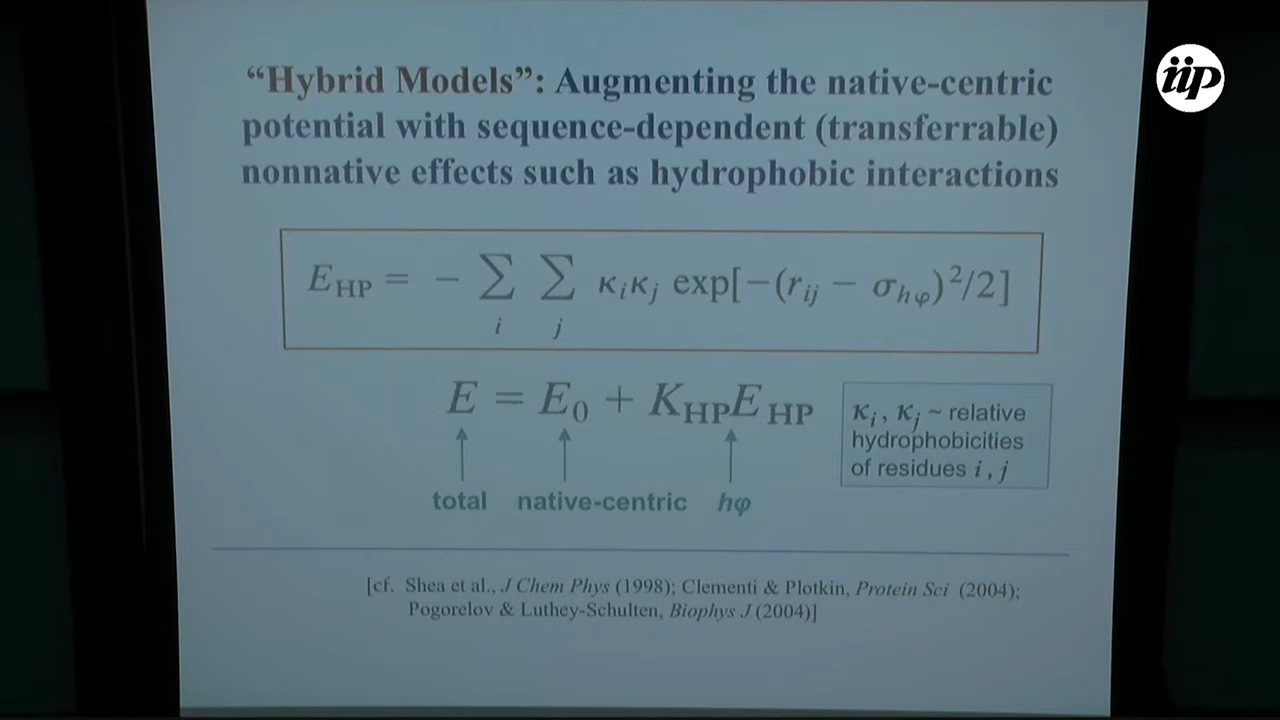 iip
“Hybrid Models”: Augmenting the native-centric
potential with sequence-dependent (transferrable)
nonnative effects such as hydrophobic interactions
E_HP = − ∑_i ∑_j κ_iκ_j exp[−(r_ij − σ_hφ)²/2]
E = E_0 + K_HP E_HP
κ_i, κ_j ~ relative
hydrophobicities
of residues i, j
total native-centric hφ
[cf. Shea et al., J Chem Phys (1998); Clementi & Plotkin, Protein Sci (2004);
Pogorelov & Luthey-Schulten, Biophys J (2004)]